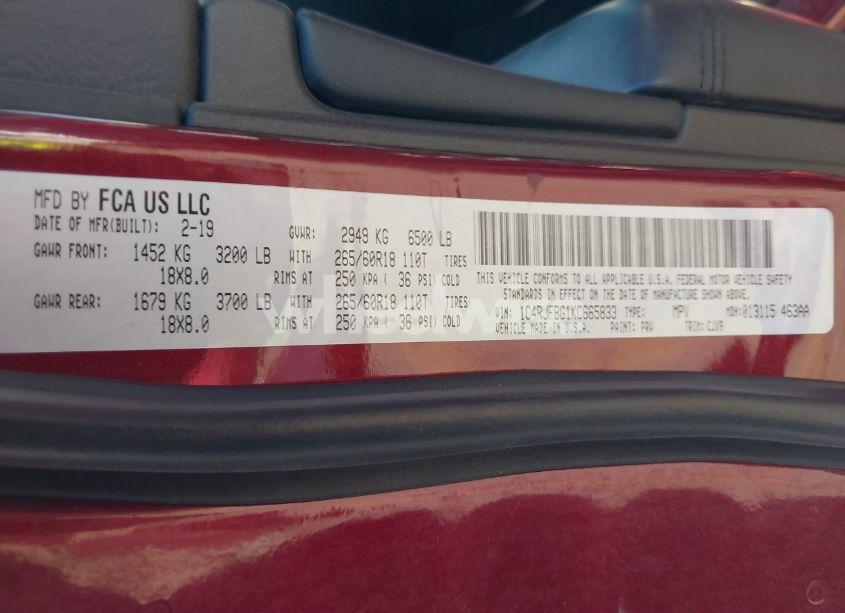 MFD BY FCA US LLC
DATE OF MFR(BUILT): 2-19 GVWR: 2949 KG 6500 LB
GAWR FRONT: 1452 KG 3200 LB WITH 265/60R18 110T TIRES
18X8.0 RIMS AT 250 KPA ( 36 PSI) COLD
GAWR REAR: 1679 KG 3700 LB WITH 265/60R18 110T TIRES
18X8.0 RIMS AT 250 KPA ( 36 PSI) COLD
THIS VEHICLE CONFORMS TO ALL APPLICABLE U.S.A. FEDERAL MOTOR VEHICLE SAFETY
STANDARDS IN EFFECT ON THE DATE OF MANUFACTURE SHOWN ABOVE.
VIN: 1C4RJFBG1KC665833 TYPE: MPV MDH: 013115 463AA
VEHICLE MADE IN U.S.A. PAINT: PRV TRIM: CJX9